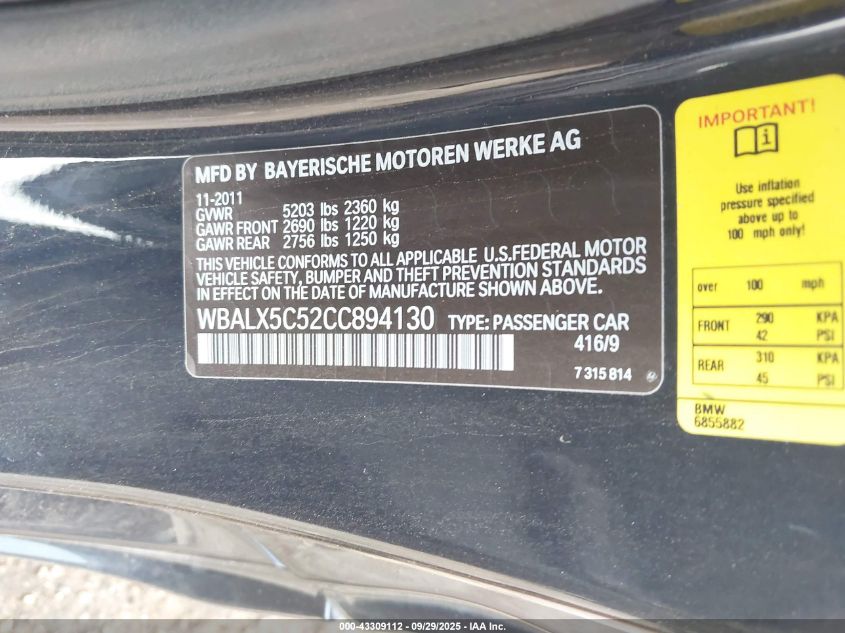 MFD BY BAYERISCHE MOTOREN WERKE AG
11-2011
GVWR 5203 lbs 2360 kg
GAWR FRONT 2690 lbs 1220 kg
GAWR REAR 2756 lbs 1250 kg
THIS VEHICLE CONFORMS TO ALL APPLICABLE U.S.FEDERAL MOTOR
VEHICLE SAFETY, BUMPER AND THEFT PREVENTION STANDARDS
IN EFFECT ON THE DATE OF MANUFACTURE SHOWN ABOVE.
WBALX5C52CC894130 TYPE: PASSENGER CAR
416/9
7 315 814
IMPORTANT!
Use inflation
pressure specified
above up to
100 mph only!
over 100 mph
FRONT 290 KPA
42 PSI
REAR 310 KPA
45 PSI
BMW
6855882
000-43309112 - 09/29/2025 - IAA Inc.